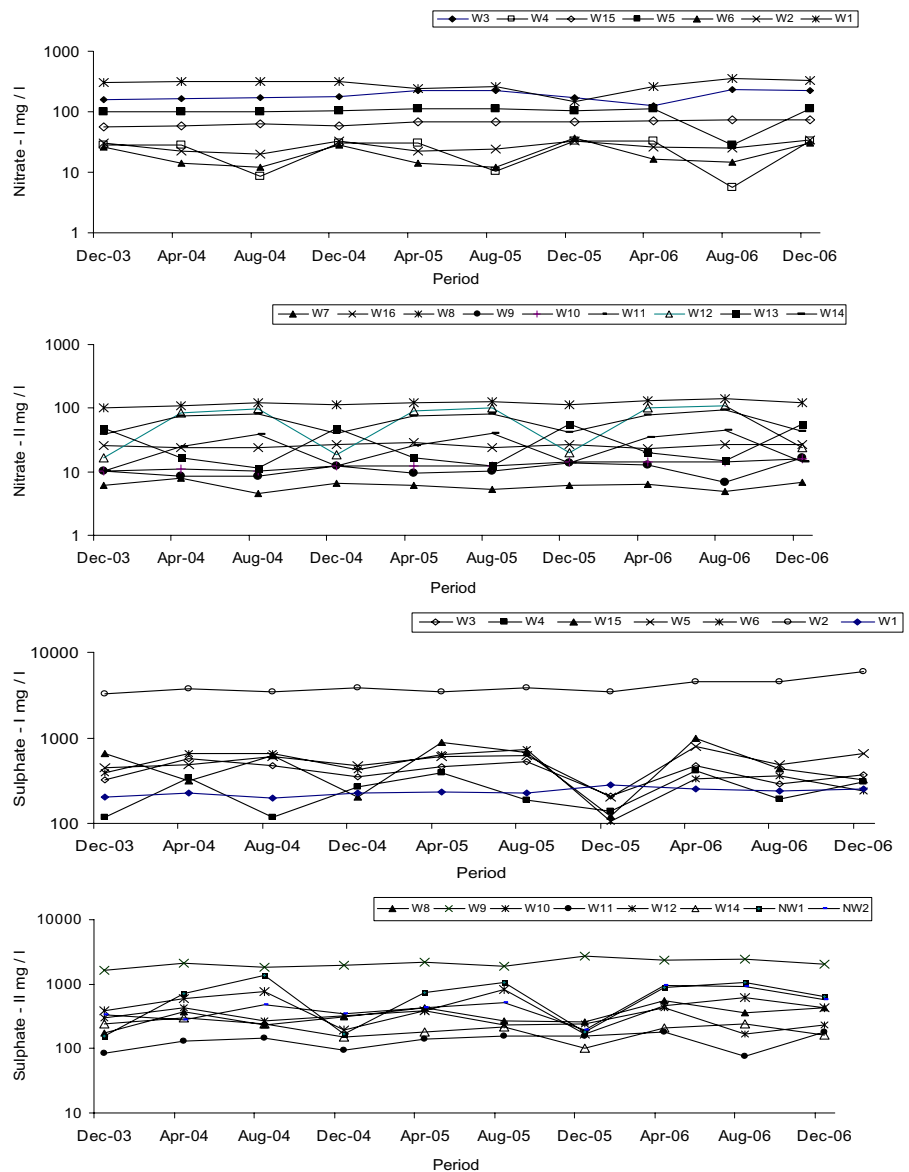 W3 W4 W15 W5 W6 W2 W1
1000
100
10
1
Nitrate - I mg / l
Dec-03 Apr-04 Aug-04 Dec-04 Apr-05 Aug-05 Dec-05 Apr-06 Aug-06 Dec-06
Period
W7 W16 W8 W9 W10 W11 W12 W13 W14
1000
100
10
1
Nitrate - II mg / l
Dec-03 Apr-04 Aug-04 Dec-04 Apr-05 Aug-05 Dec-05 Apr-06 Aug-06 Dec-06
Period
W3 W4 W15 W5 W6 W2 W1
10000
1000
100
Sulphate - I mg / l
Dec-03 Apr-04 Aug-04 Dec-04 Apr-05 Aug-05 Dec-05 Apr-06 Aug-06 Dec-06
Period
W8 W9 W10 W11 W12 W14 NW1 NW2
10000
1000
100
10
Sulphate - II mg / l
Dec-03 Apr-04 Aug-04 Dec-04 Apr-05 Aug-05 Dec-05 Apr-06 Aug-06 Dec-06
Period